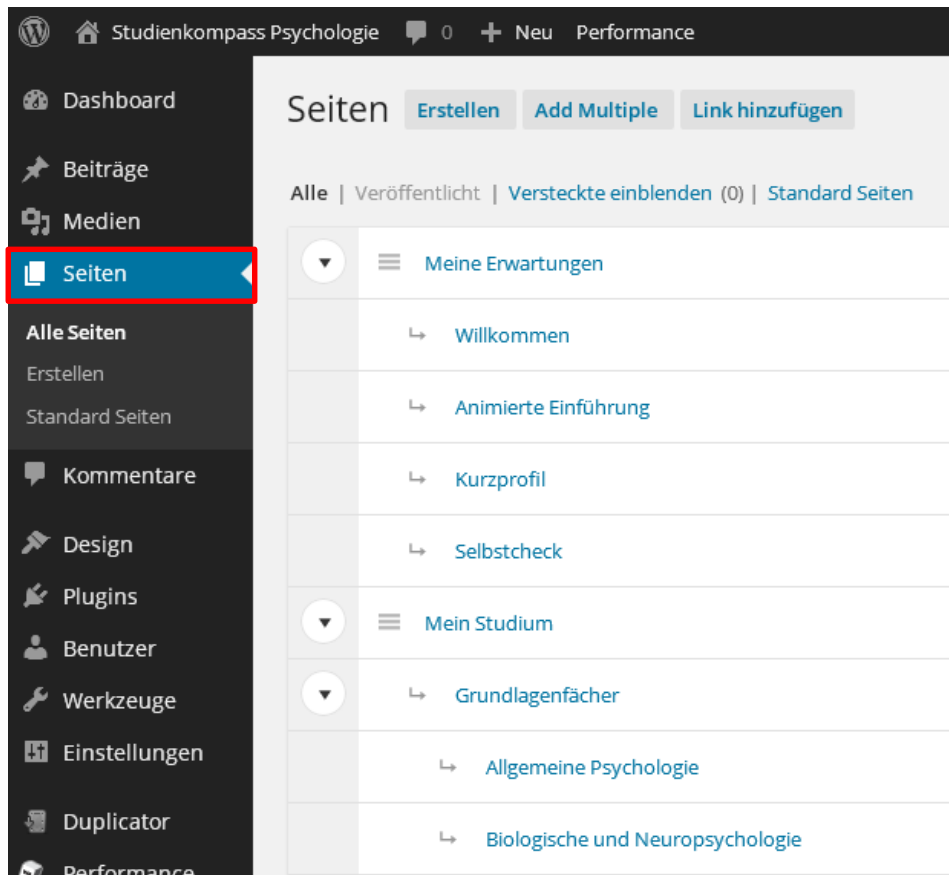 Studienkompass Psychologie 0 Neu Performance
Dashboard
Beiträge
Medien
Seiten
Alle Seiten
Erstellen
Standard Seiten
Kommentare
Design
Plugins
Benutzer
Werkzeuge
Einstellungen
Duplicator
Performance
Seiten Erstellen Add Multiple Link hinzufügen
Alle | Veröffentlicht | Versteckte einblenden (0) | Standard Seiten
Meine Erwartungen
Willkommen
Animierte Einführung
Kurzprofil
Selbstcheck
Mein Studium
Grundlagenfächer
Allgemeine Psychologie
Biologische und Neuropsychologie